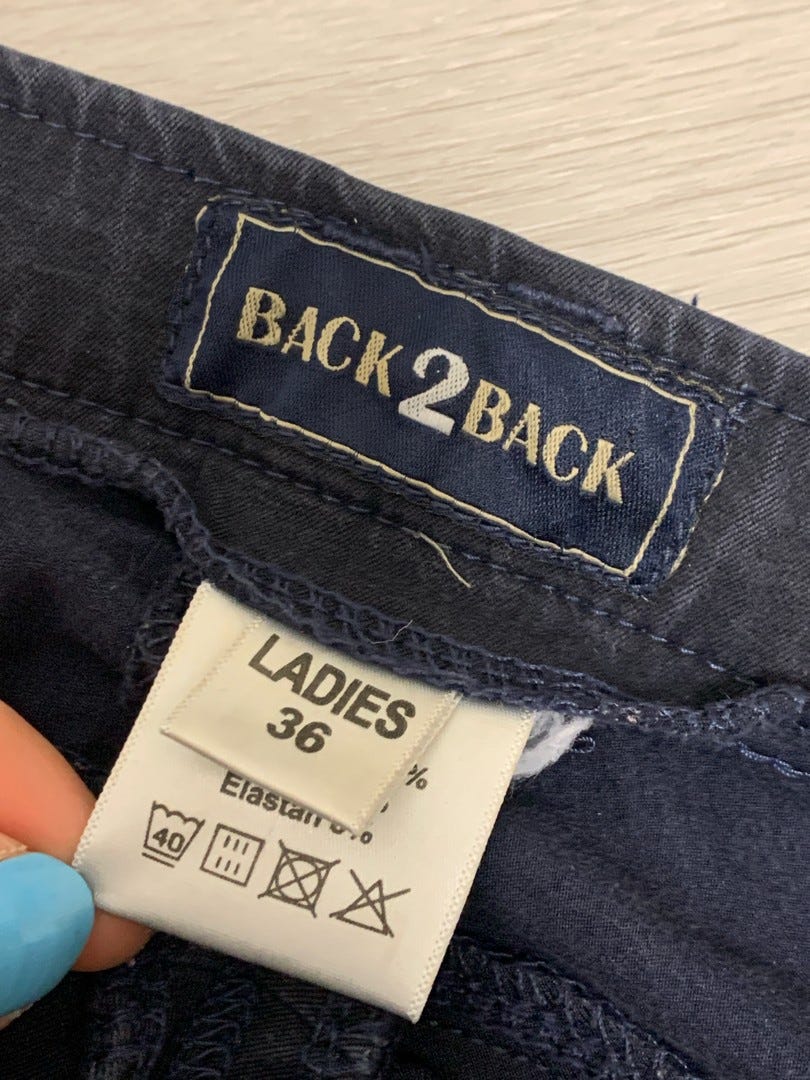 BACK2BACK
LADIES
36
%
Elastan %
40